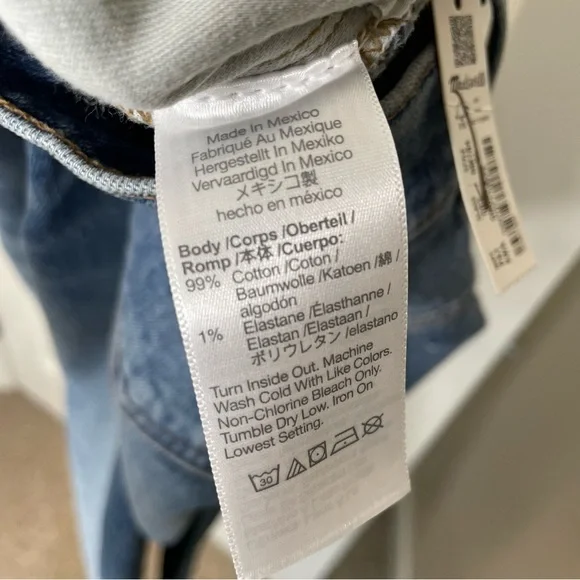 Made In Mexico
Fabriqué Au Mexique
Hergestellt In Mexiko
Vervaardigd In Mexico
メキシコ製
hecho en méxico
Body /Corps /Oberteil /
Romp /本体 /Cuerpo:
99% Cotton /Coton /
Baumwolle /Katoen /綿 /
algodón
1% Elastane /Élasthanne /
Elastan /Elastaan /
ポリウレタン /elastano
Turn Inside Out. Machine
Wash Cold With Like Colors.
Non-Chlorine Bleach Only.
Tumble Dry Low. Iron On
Lowest Setting.
30
Madewell